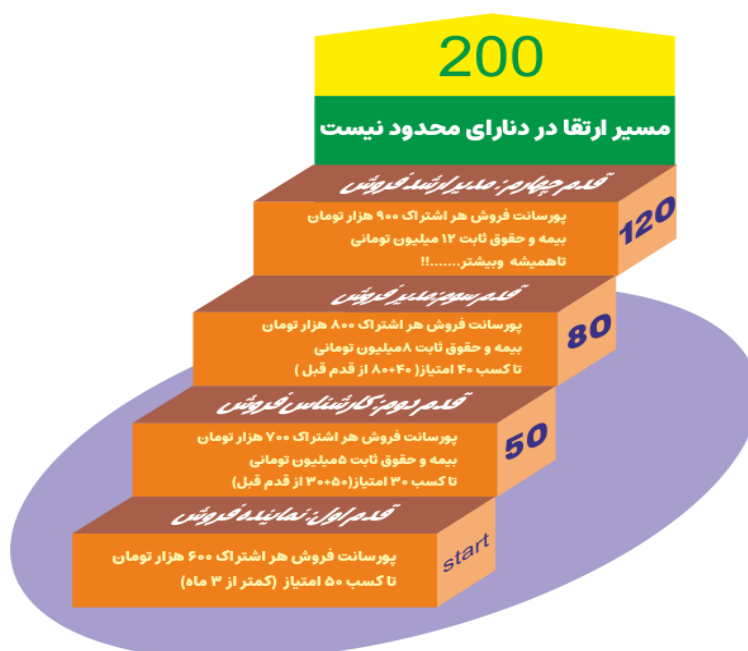 200
مسیر ارتقا در دنارای محدود نیست
قدم چهارم: مدیر ارشد فروش
پورسانت فروش هر اشتراک ۹۰۰ هزار تومان
بیمه و حقوق ثابت ۱۲ میلیون تومانی
تاهمیشه وبیشتر.......!!
120
قدم سوم:مدیر فروش
پورسانت فروش هر اشتراک ۸۰۰ هزار تومان
بیمه و حقوق ثابت ۸میلیون تومانی
تا کسب ۴۰ امتیاز( ۴۰+۸۰ از قدم قبل )
80
قدم دوم: کارشناس فروش
پورسانت فروش هر اشتراک ۷۰۰ هزار تومان
بیمه و حقوق ثابت ۵میلیون تومانی
تا کسب ۳۰ امتیاز(۵۰+۳۰ از قدم قبل)
50
قدم اول: نماینده فروش
پورسانت فروش هر اشتراک ۶۰۰ هزار تومان
تا کسب ۵۰ امتیاز (کمتر از ۳ ماه)
start